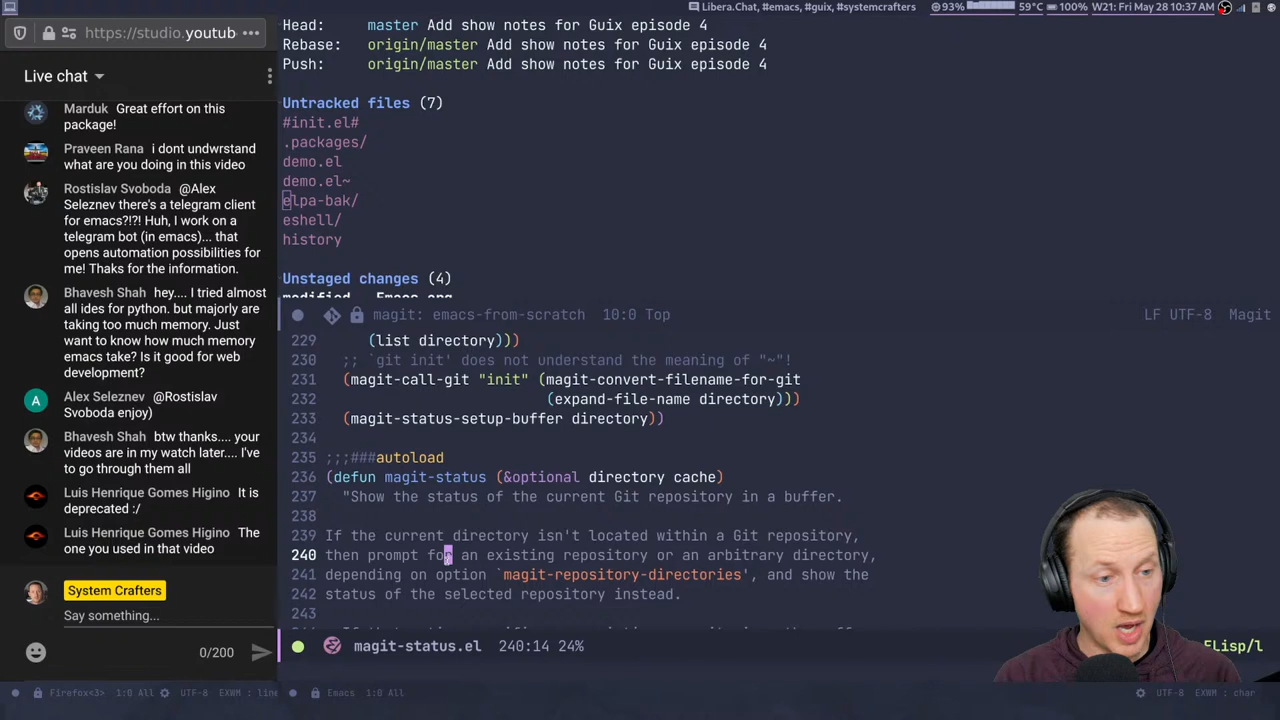 Libera.Chat, #emacs, #guix, #systemcrafters
93% 59°C 100% W21: Fri May 28 10:37 AM
https://studio.youtub
Live chat
Marduk Great effort on this
package!
Praveen Rana i dont undwrstand
what are you doing in this video
Rostislav Svoboda @Alex
Seleznev there's a telegram client
for emacs?!?! Huh, I work on a
telegram bot (in emacs)... that
opens automation possibilities for
me! Thaks for the information.
Bhavesh Shah hey.... I tried almost
all ides for python. but majorly are
taking too much memory. Just
want to know how much memory
emacs take? Is it good for web
development?
Alex Seleznev @Rostislav
Svoboda enjoy)
Bhavesh Shah btw thanks.... your
videos are in my watch later.... I've
to go through them all
Luis Henrique Gomes Higino It is
deprecated :/
Luis Henrique Gomes Higino The
one you used in that video
System Crafters
Say something...
0/200
Head: master Add show notes for Guix episode 4
Rebase: origin/master Add show notes for Guix episode 4
Push: origin/master Add show notes for Guix episode 4
Untracked files (7)
#init.el#
.packages/
demo.el
demo.el~
elpa-bak/
eshell/
history
Unstaged changes (4)
modified Emacs.org
magit: emacs-from-scratch 10:0 Top LF UTF-8 Magit
229 (list directory)))
230 ;; `git init' does not understand the meaning of "~"!
231 (magit-call-git "init" (magit-convert-filename-for-git
232 (expand-file-name directory)))
233 (magit-status-setup-buffer directory))
234
235 ;;;###autoload
236 (defun magit-status (&optional directory cache)
237 "Show the status of the current Git repository in a buffer.
238
239 If the current directory isn't located within a Git repository,
240 then prompt for an existing repository or an arbitrary directory,
241 depending on option `magit-repository-directories', and show the
242 status of the selected repository instead.
243
magit-status.el 240:14 24% ELisp/l
Firefox<3> 1:0 All UTF-8 EXWM : line
Emacs 1:0 All UTF-8 EXWM : char